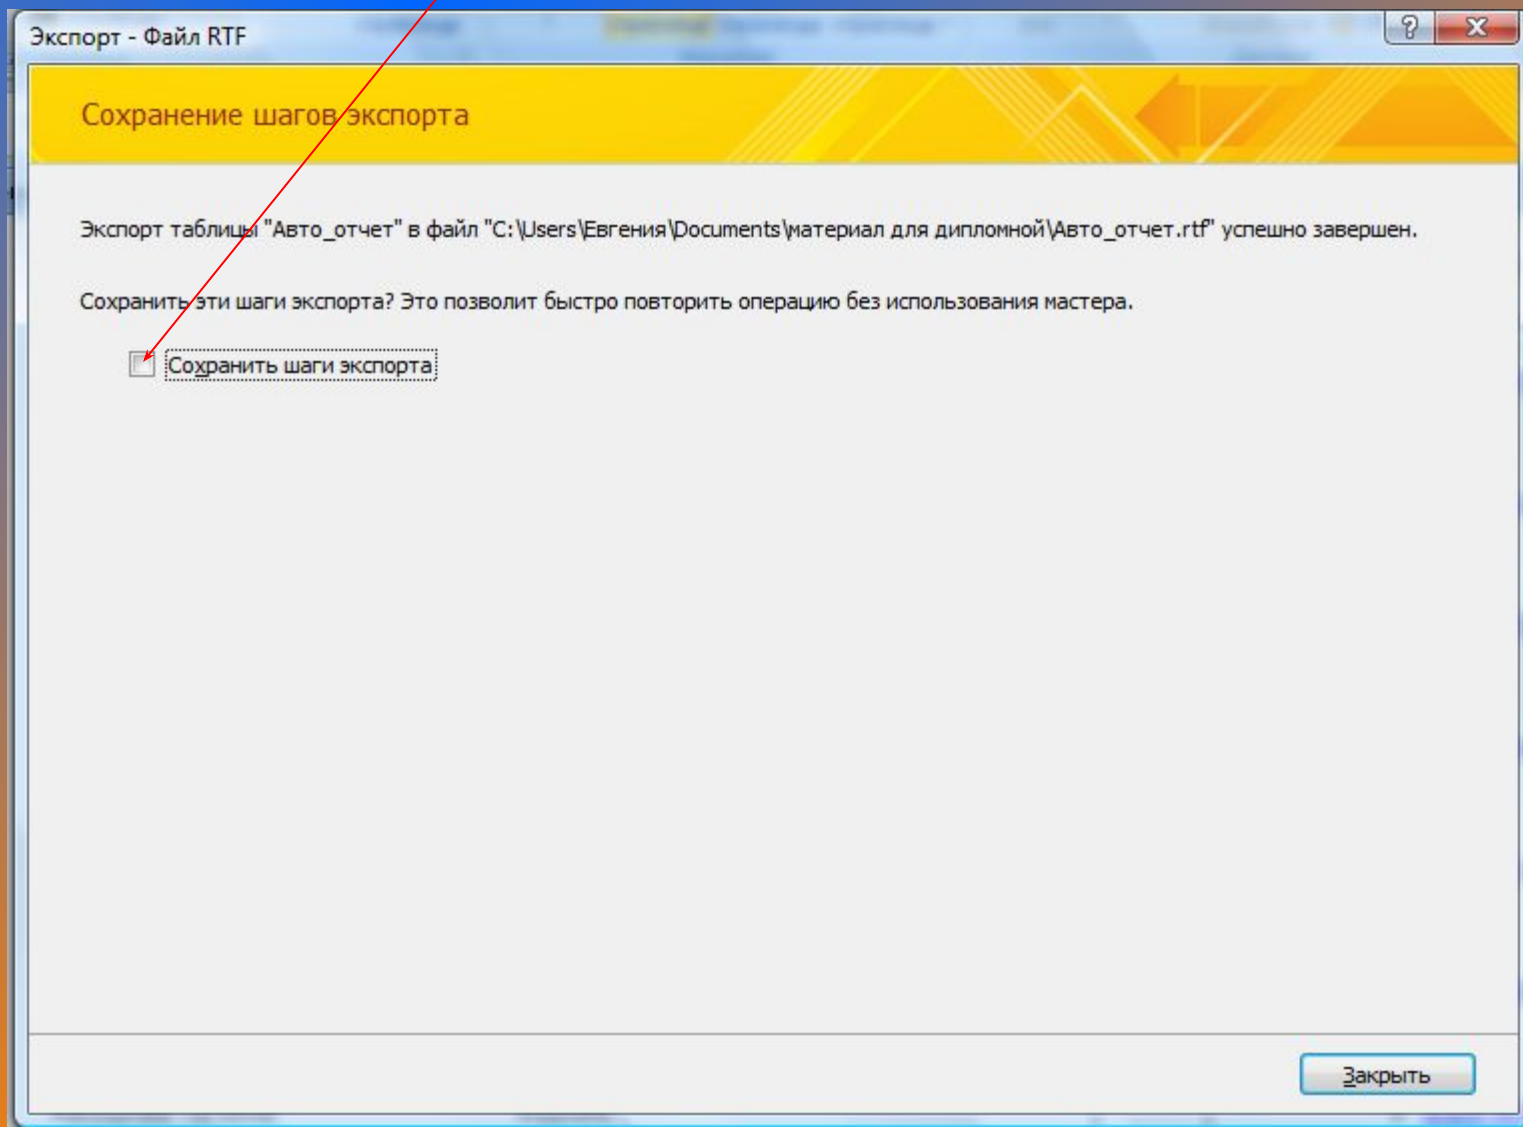 Экспорт - Файл RTF
Сохранение шагов экспорта
Экспорт таблицы "Авто_отчет" в файл "C:\Users\Евгения\Documents\материал для дипломной\Авто_отчет.rtf" успешно завершен.
Сохранить эти шаги экспорта? Это позволит быстро повторить операцию без использования мастера.
Сохранить шаги экспорта
Закрыть